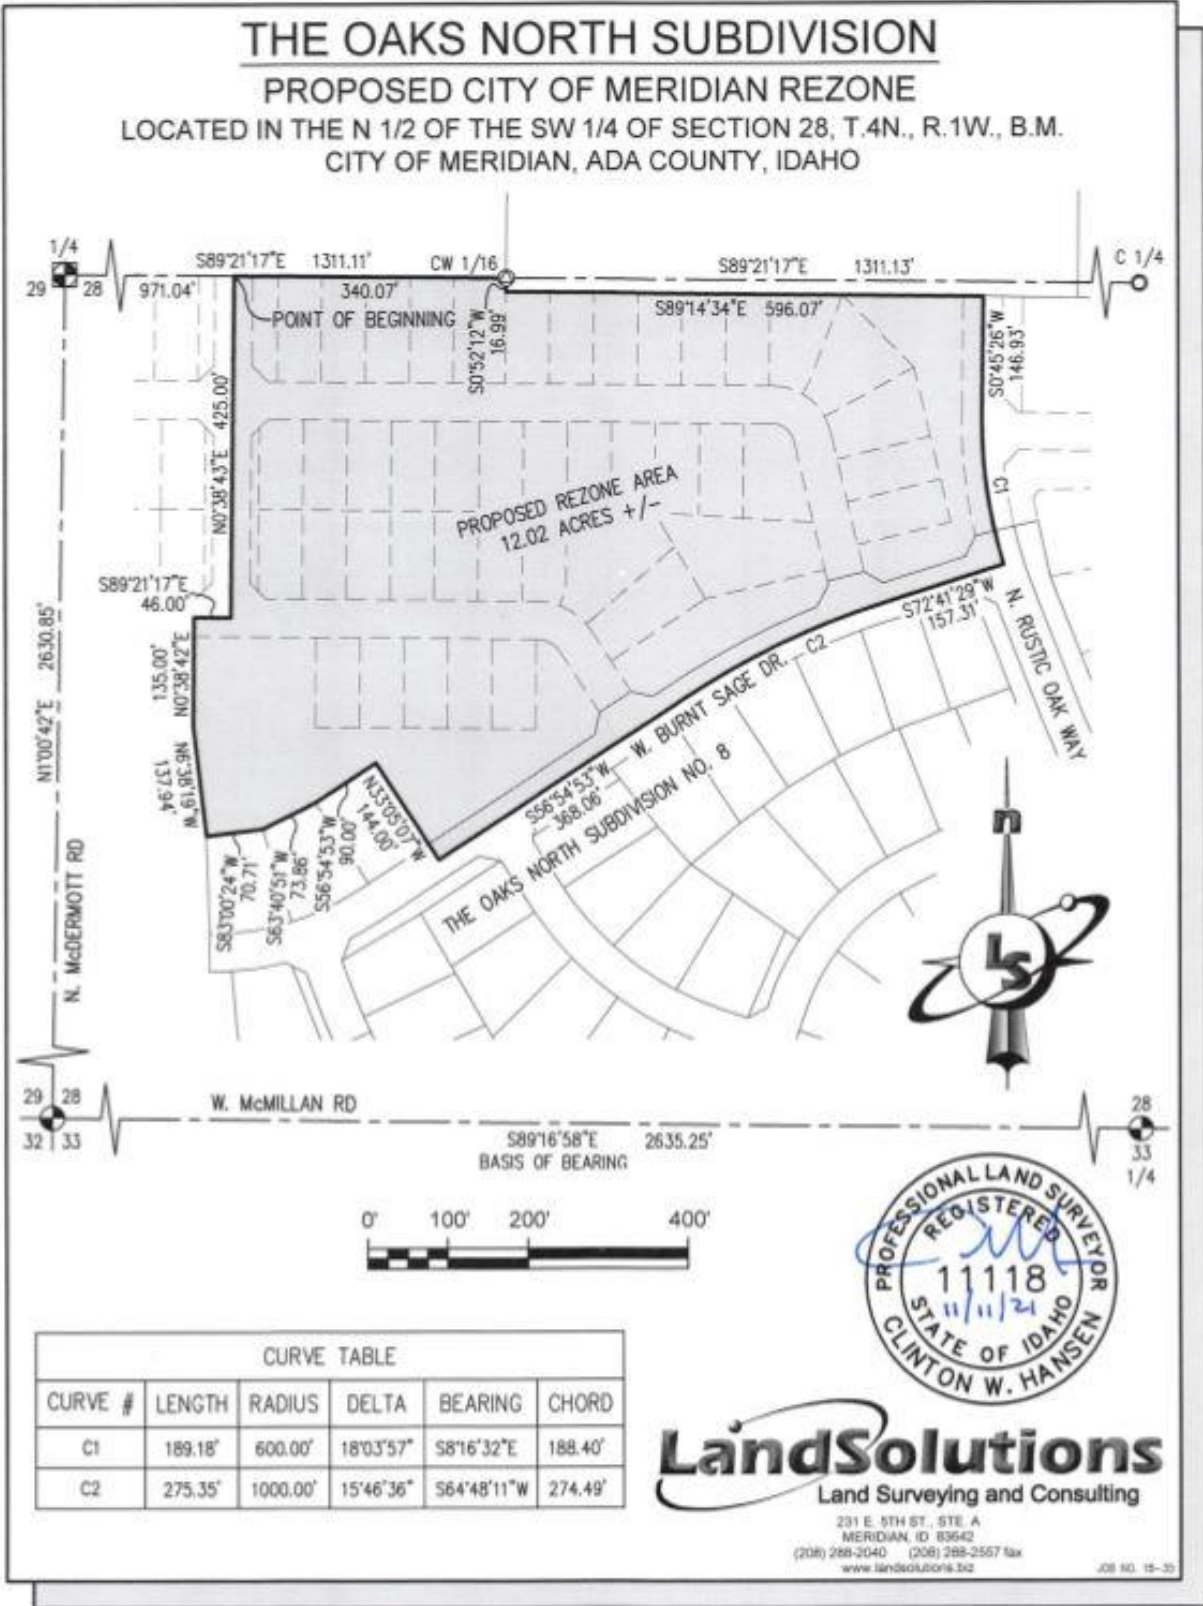 THE OAKS NORTH SUBDIVISION
PROPOSED CITY OF MERIDIAN REZONE
LOCATED IN THE N 1/2 OF THE SW 1/4 OF SECTION 28, T.4N., R.1W., B.M.
CITY OF MERIDIAN, ADA COUNTY, IDAHO
1/4
29 28
S89°21'17"E 1311.11'
CW 1/16
S89°21'17"E 1311.13'
C 1/4
971.04'
340.07'
POINT OF BEGINNING
S0°52'12"W
16.99'
S89°14'34"E 596.07'
S0°45'26"W
146.93'
N0°38'43"E 425.00'
C1
PROPOSED REZONE AREA
12.02 ACRES +/-
S89°21'17"E
46.00'
N1°00'42"E 2630.85'
135.00'
N0°38'42"E
N6°38'19"W
137.94'
S72°41'29"W
157.31'
N. RUSTIC OAK WAY
C2
W. BURNT SAGE DR.
S56°54'53"W
368.06'
THE OAKS NORTH SUBDIVISION NO. 8
N33°05'07"W
144.00'
S56°54'53"W
90.00'
S63°40'51"W
73.86'
S83°00'24"W
70.71'
N. McDERMOTT RD
n
LS
29 28
32 33
W. McMILLAN RD
S89°16'58"E 2635.25'
BASIS OF BEARING
28
33
1/4
0' 100' 200' 400'
PROFESSIONAL LAND SURVEYOR
REGISTERED
11118
11/11/21
STATE OF IDAHO
CLINTON W. HANSEN
CURVE TABLE
CURVE # LENGTH RADIUS DELTA BEARING CHORD
C1 189.18' 600.00' 18°03'57" S8°16'32"E 188.40'
C2 275.35' 1000.00' 15°46'36" S64°48'11"W 274.49'
LandSolutions
Land Surveying and Consulting
231 E. 5TH ST., STE. A
MERIDIAN, ID 83642
(208) 288-2040 (208) 288-2557 fax
www.landsolutions.biz
JOB NO.